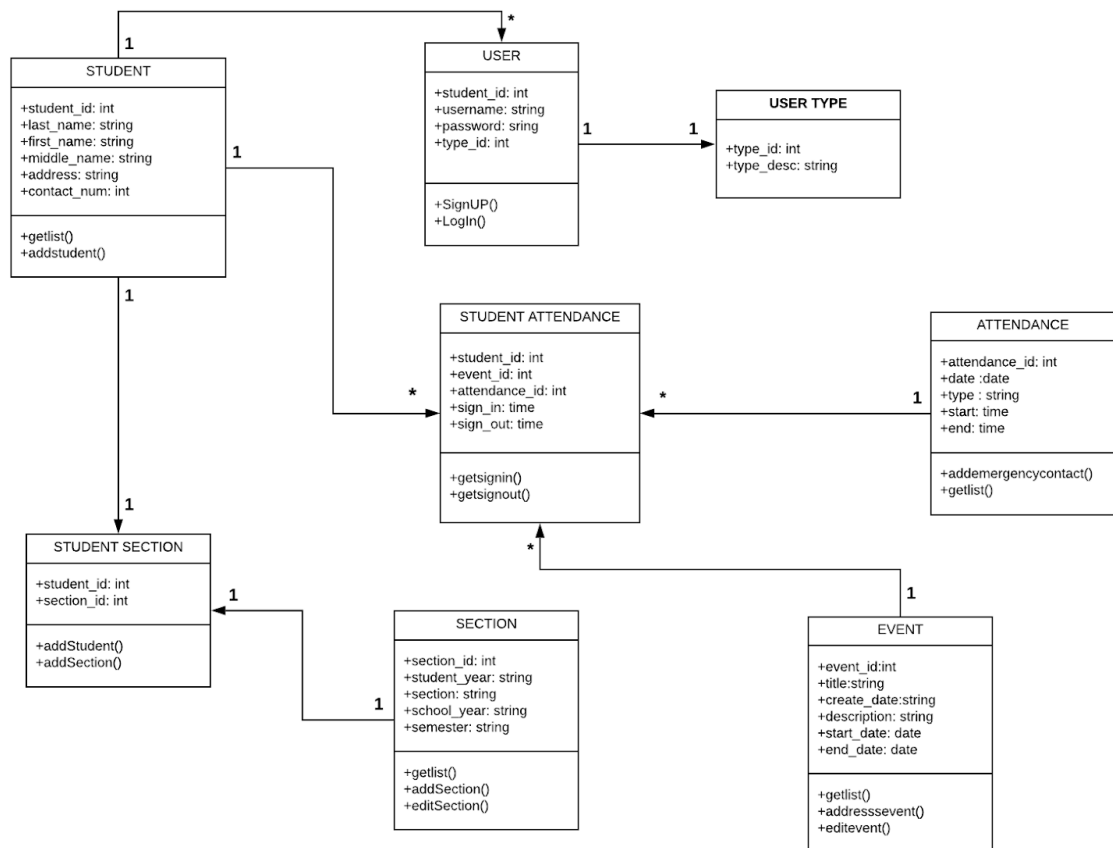 1
*
STUDENT
+student_id: int
+last_name: string
+first_name: string
+middle_name: string
+address: string
+contact_num: int
+getlist()
+addstudent()
USER
+student_id: int
+username: string
+password: sring
+type_id: int
+SignUP()
+LogIn()
1
1
USER TYPE
+type_id: int
+type_desc: string
1
*
1
1
STUDENT ATTENDANCE
+student_id: int
+event_id: int
+attendance_id: int
+sign_in: time
+sign_out: time
+getsignin()
+getsignout()
*
1
ATTENDANCE
+attendance_id: int
+date :date
+type : string
+start: time
+end: time
+addemergencycontact()
+getlist()
STUDENT SECTION
+student_id: int
+section_id: int
+addStudent()
+addSection()
1
1
SECTION
+section_id: int
+student_year: string
+section: string
+school_year: string
+semester: string
+getlist()
+addSection()
+editSection()
*
1
EVENT
+event_id:int
+title:string
+create_date:string
+description: string
+start_date: date
+end_date: date
+getlist()
+addresssevent()
+editevent()